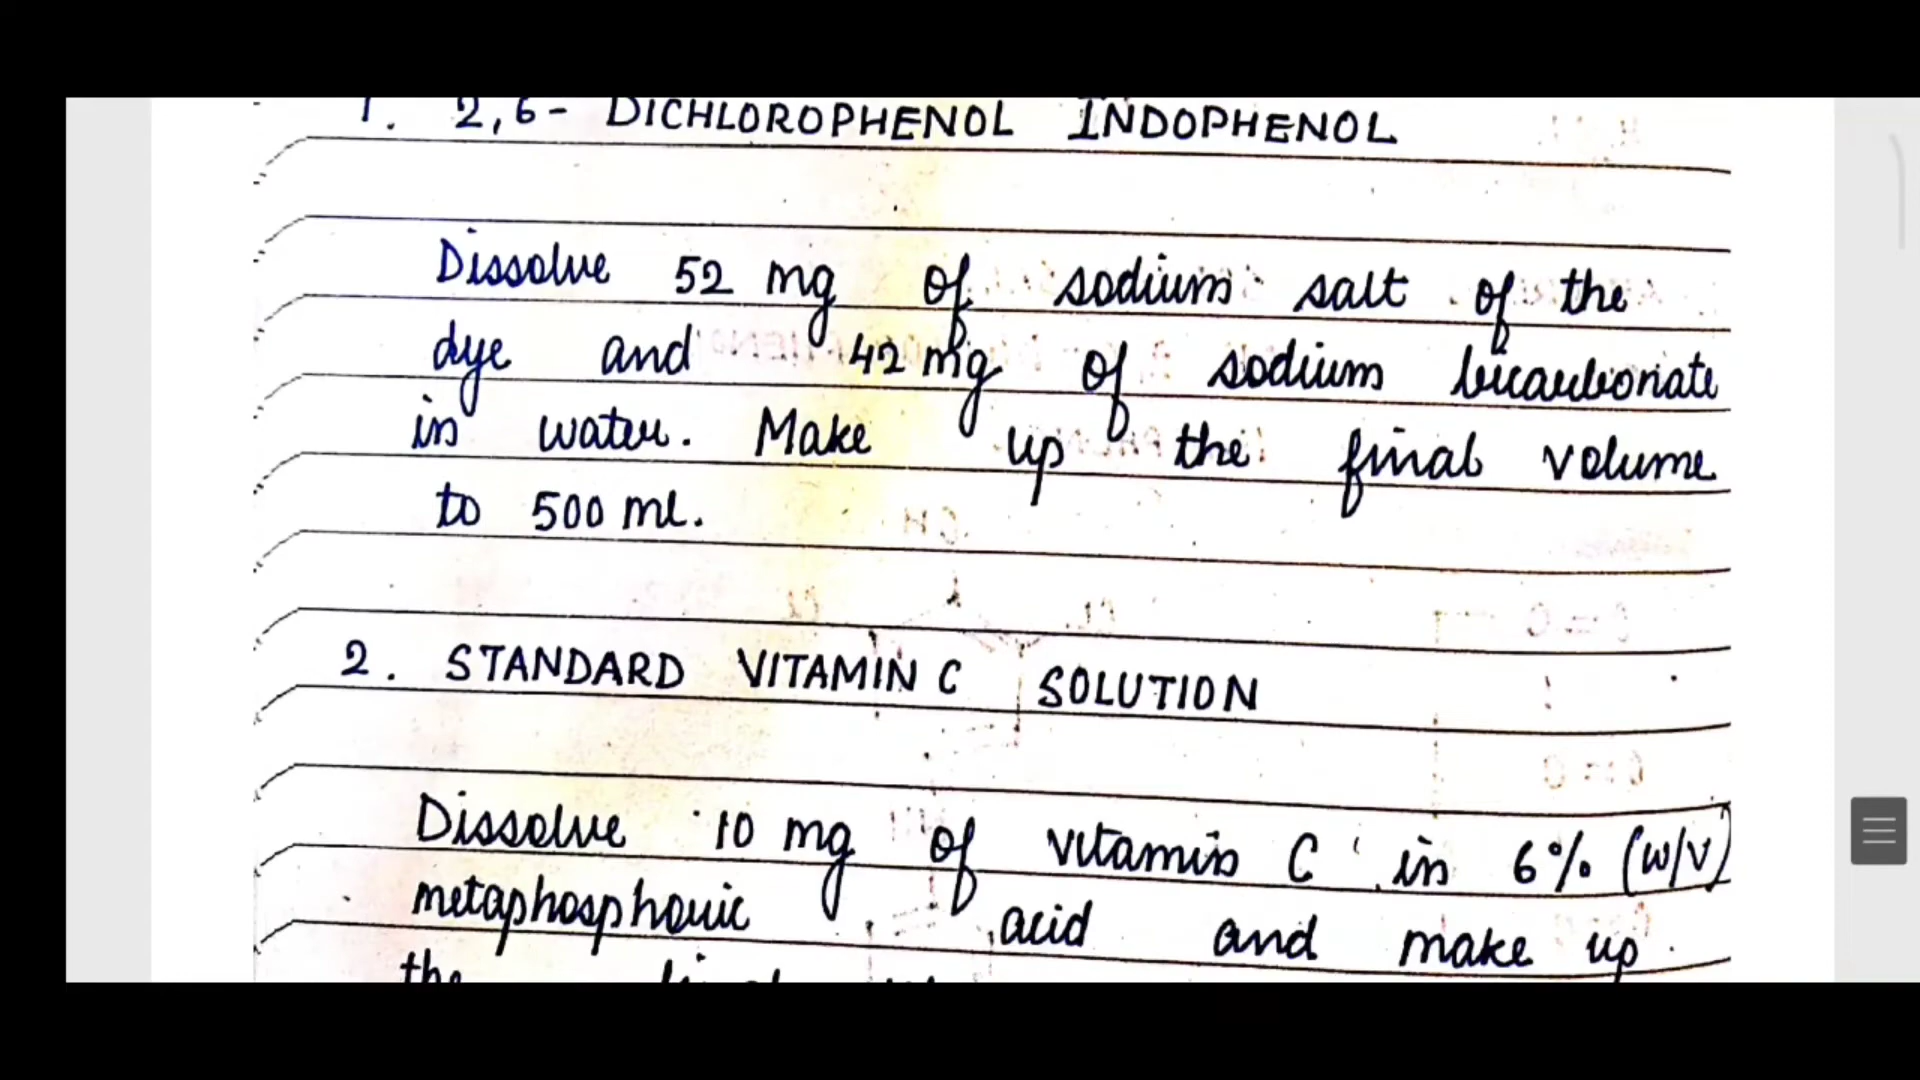 1. 2,6- DICHLOROPHENOL INDOPHENOL
Dissolve 52 mg of sodium salt of the
dye and 42 mg of sodium bicarbonate
in water. Make up the final volume
to 500 ml.
2. STANDARD VITAMIN C SOLUTION
Dissolve 10 mg of vitamin C in 6% (w/v)
metaphosphoric acid and make up
the final